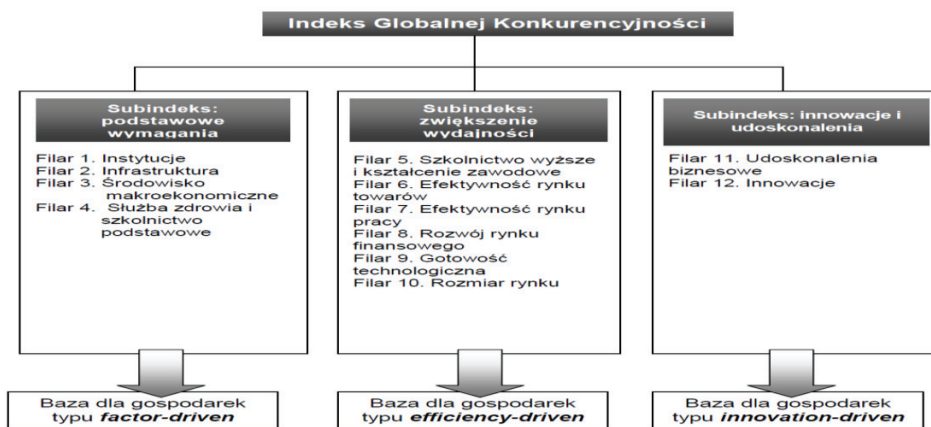 Indeks Globalnej Konkurencyjności
Subindeks:
podstawowe
wymagania
Filar 1. Instytucje
Filar 2. Infrastruktura
Filar 3. Środowisko
makroekonomiczne
Filar 4. Służba zdrowia i
szkolnictwo
podstawowe
Baza dla gospodarek
typu factor-driven
Subindeks:
zwiększenie
wydajności
Filar 5. Szkolnictwo wyższe
i kształcenie zawodowe
Filar 6. Efektywność rynku
towarów
Filar 7. Efektywność rynku
pracy
Filar 8. Rozwój rynku
finansowego
Filar 9. Gotowość
technologiczna
Filar 10. Rozmiar rynku
Baza dla gospodarek
typu efficiency-driven
Subindeks: innowacje i
udoskonalenia
Filar 11. Udoskonalenia
biznesowe
Filar 12. Innowacje
Baza dla gospodarek
typu innovation-driven